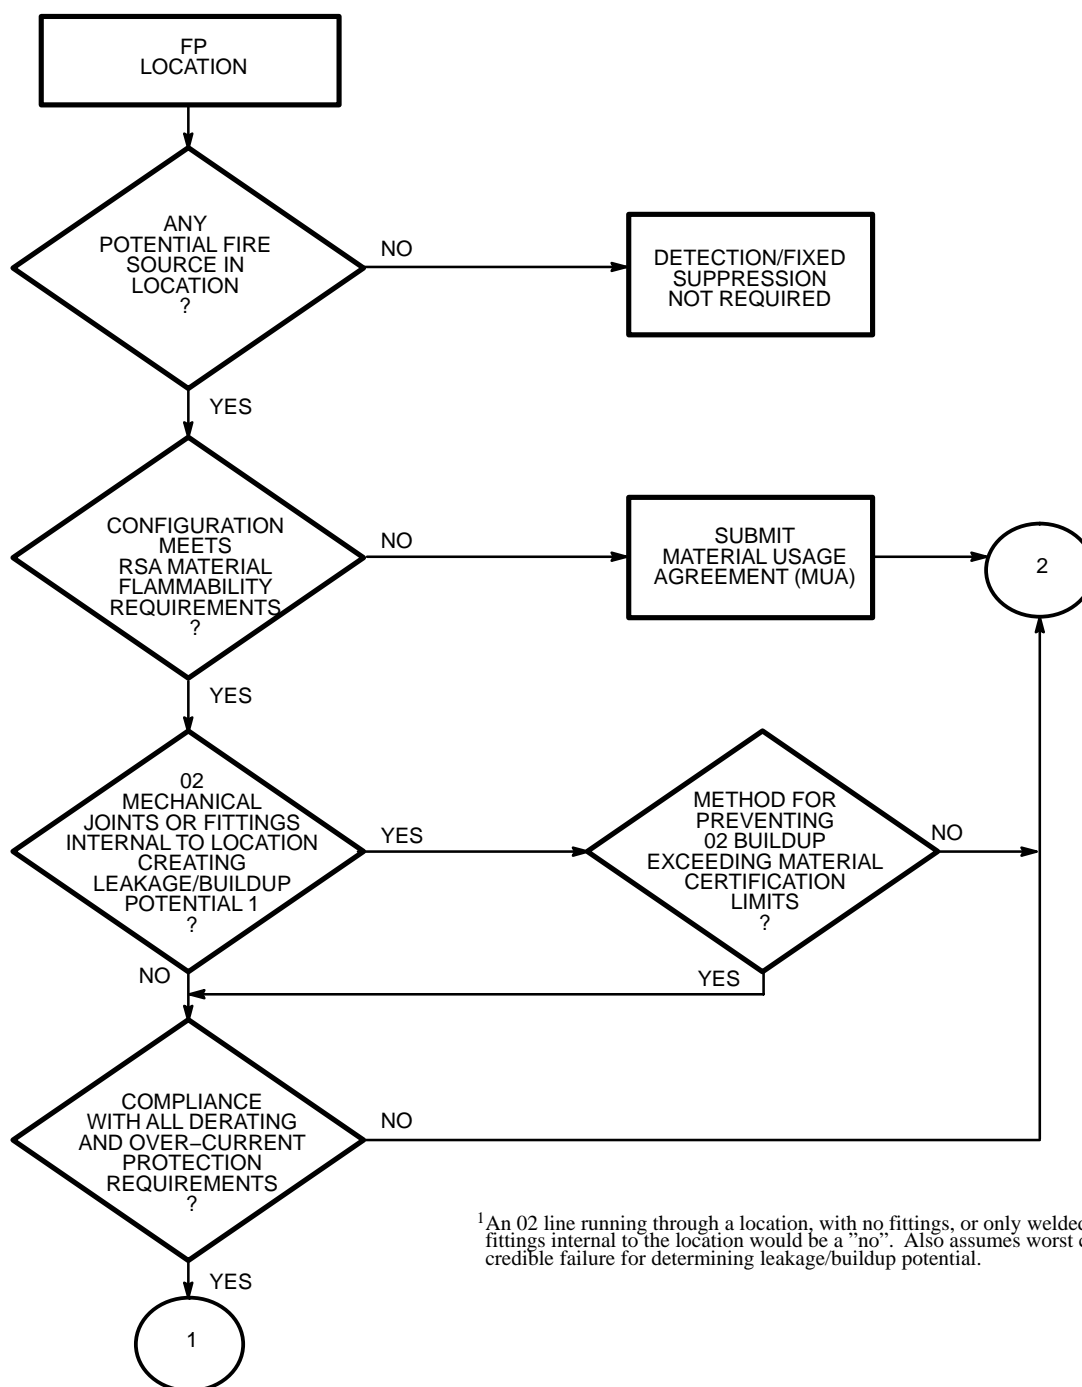 FP
LOCATION
ANY
POTENTIAL FIRE
SOURCE IN
LOCATION
?
NO
DETECTION/FIXED
SUPPRESSION
NOT REQUIRED
YES
CONFIGURATION
MEETS
RSA MATERIAL
FLAMMABILITY
REQUIREMENTS
?
NO
SUBMIT
MATERIAL USAGE
AGREEMENT (MUA)
2
YES
02
MECHANICAL
JOINTS OR FITTINGS
INTERNAL TO LOCATION
CREATING
LEAKAGE/BUILDUP
POTENTIAL 1
?
YES
METHOD FOR
PREVENTING
02 BUILDUP
EXCEEDING MATERIAL
CERTIFICATION
LIMITS
?
NO
NO
YES
COMPLIANCE
WITH ALL DERATING
AND OVER−CURRENT
PROTECTION
REQUIREMENTS
?
NO
YES
1
1 An 02 line running through a location, with no fittings, or only welded
fittings internal to the location would be a ”no”. Also assumes worst
credible failure for determining leakage/buildup potential.